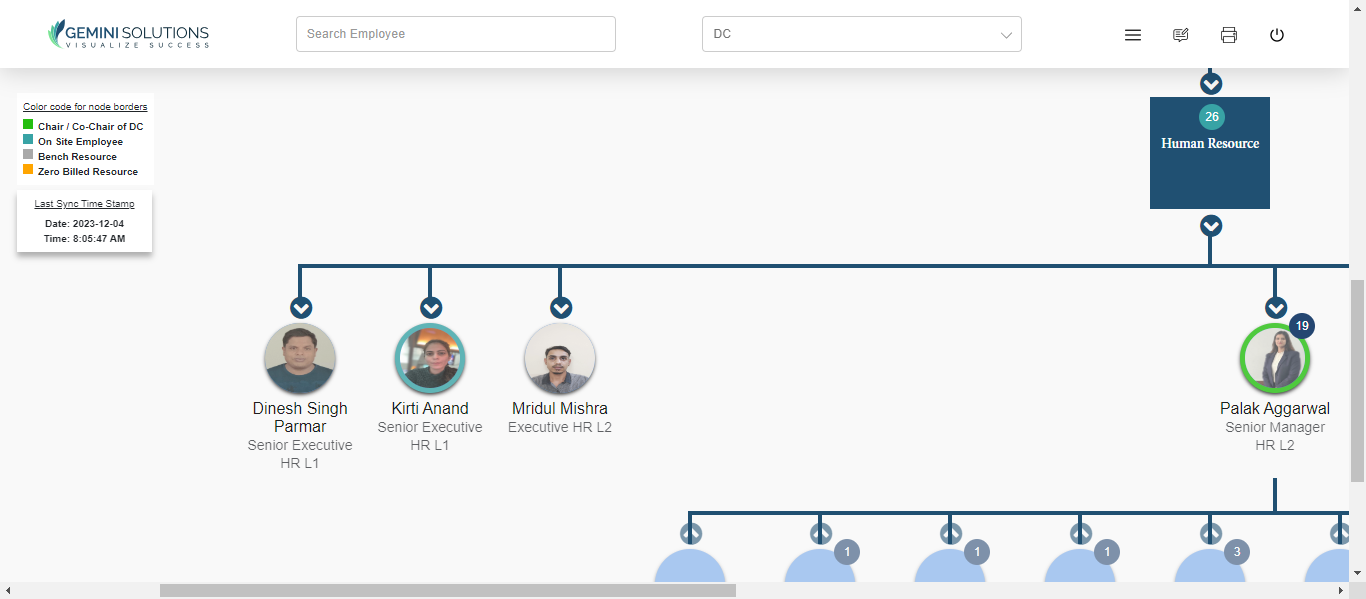 GEMINI SOLUTIONS
VISUALIZE SUCCESS
Search Employee
DC
Color code for node borders
Chair / Co-Chair of DC
On Site Employee
Bench Resource
Zero Billed Resource
Last Sync Time Stamp
Date: 2023-12-04
Time: 8:05:47 AM
26
Human Resource
19
Dinesh Singh
Parmar
Senior Executive
HR L1
Kirti Anand
Senior Executive
HR L1
Mridul Mishra
Executive HR L2
Palak Aggarwal
Senior Manager
HR L2
1
1
1
3